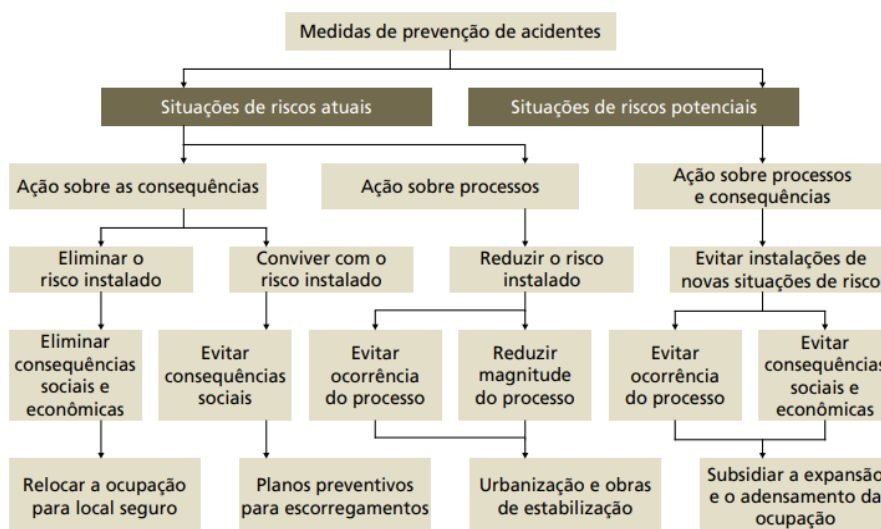 Medidas de prevenção de acidentes
Situações de riscos atuais
Situações de riscos potenciais
Ação sobre as consequências
Ação sobre processos
Ação sobre processos
e consequências
Eliminar o
risco instalado
Conviver com o
risco instalado
Reduzir o risco
instalado
Evitar instalações de
novas situações de risco
Eliminar
consequências
sociais e
econômicas
Evitar
consequências
sociais
Evitar
ocorrência
do processo
Reduzir
magnitude
do processo
Evitar
ocorrência
do processo
Evitar
consequências
sociais e
econômicas
Relocar a ocupação
para local seguro
Planos preventivos
para escorregamentos
Urbanização e obras
de estabilização
Subsidiar a expansão
e o adensamento da
ocupação